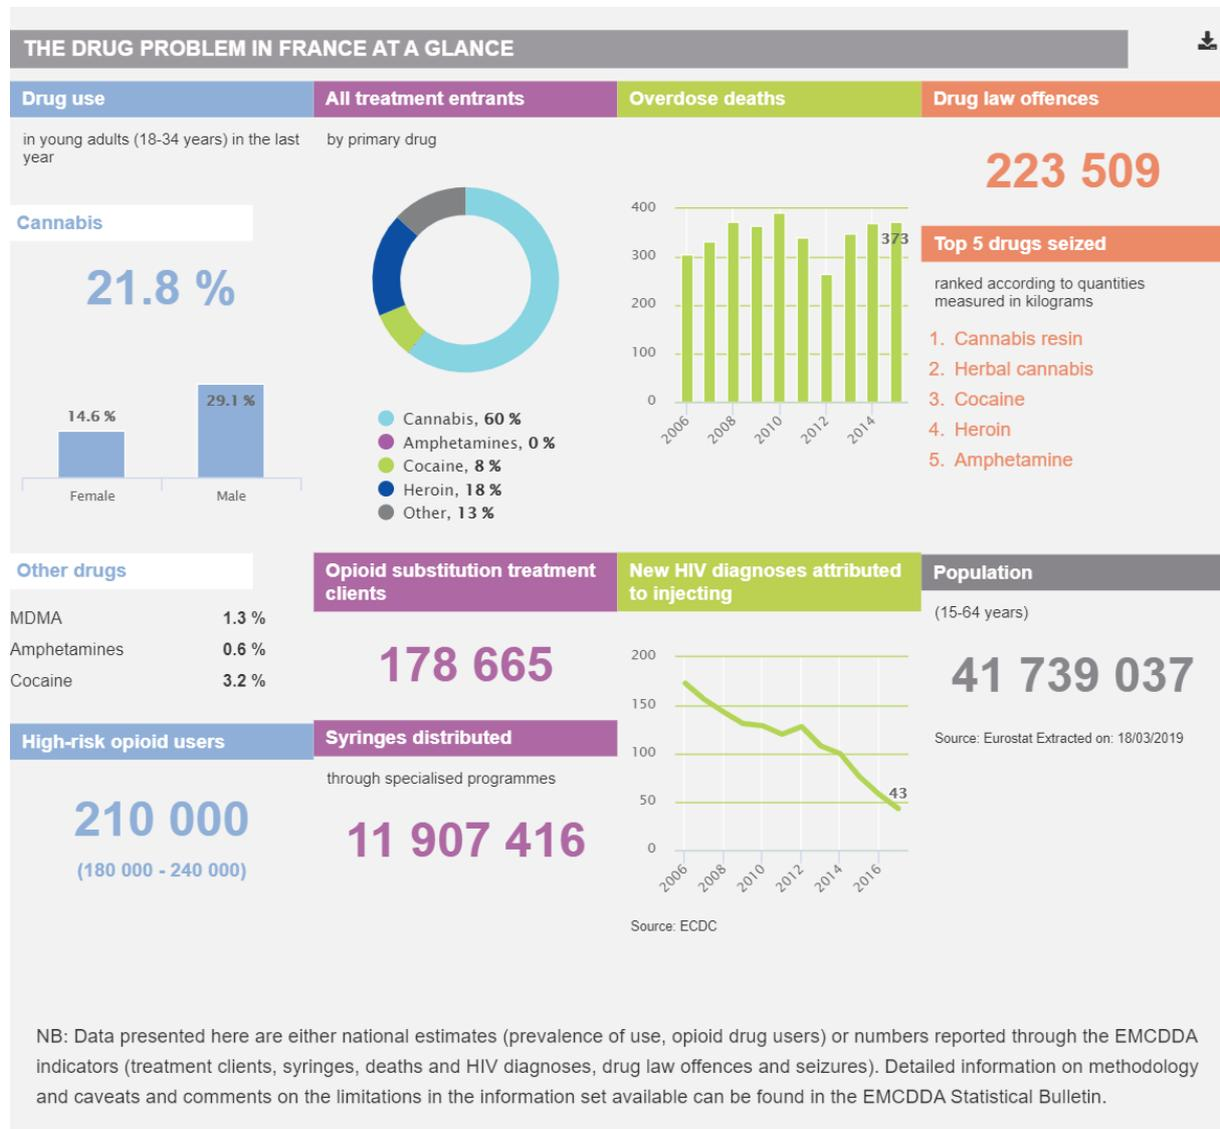 THE DRUG PROBLEM IN FRANCE AT A GLANCE
Drug use
in young adults (18-34 years) in the last
year
Cannabis
21.8 %
14.6 %
29.1 %
Female
Male
Other drugs
MDMA 1.3 %
Amphetamines 0.6 %
Cocaine 3.2 %
High-risk opioid users
210 000
(180 000 - 240 000)
All treatment entrants
by primary drug
Cannabis, 60 %
Amphetamines, 0 %
Cocaine, 8 %
Heroin, 18 %
Other, 13 %
Opioid substitution treatment
clients
178 665
Syringes distributed
through specialised programmes
11 907 416
Overdose deaths
400
300
200
100
0
373
2006 2008 2010 2012 2014
New HIV diagnoses attributed
to injecting
200
150
100
50
0
43
2006 2008 2010 2012 2014 2016
Source: ECDC
Drug law offences
223 509
Top 5 drugs seized
ranked according to quantities
measured in kilograms
1. Cannabis resin
2. Herbal cannabis
3. Cocaine
4. Heroin
5. Amphetamine
Population
(15-64 years)
41 739 037
Source: Eurostat Extracted on: 18/03/2019
NB: Data presented here are either national estimates (prevalence of use, opioid drug users) or numbers reported through the EMCDDA
indicators (treatment clients, syringes, deaths and HIV diagnoses, drug law offences and seizures). Detailed information on methodology
and caveats and comments on the limitations in the information set available can be found in the EMCDDA Statistical Bulletin.